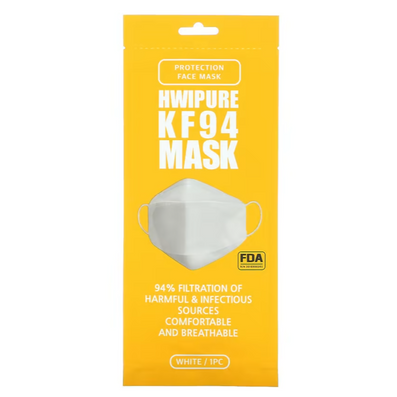 PROTECTION
FACE MASK
HWIPURE
KF94
MASK
FDA
94% FILTRATION OF
HARMFUL & INFECTIOUS
SOURCES
COMFORTABLE
AND BREATHABLE
WHITE / 1PC